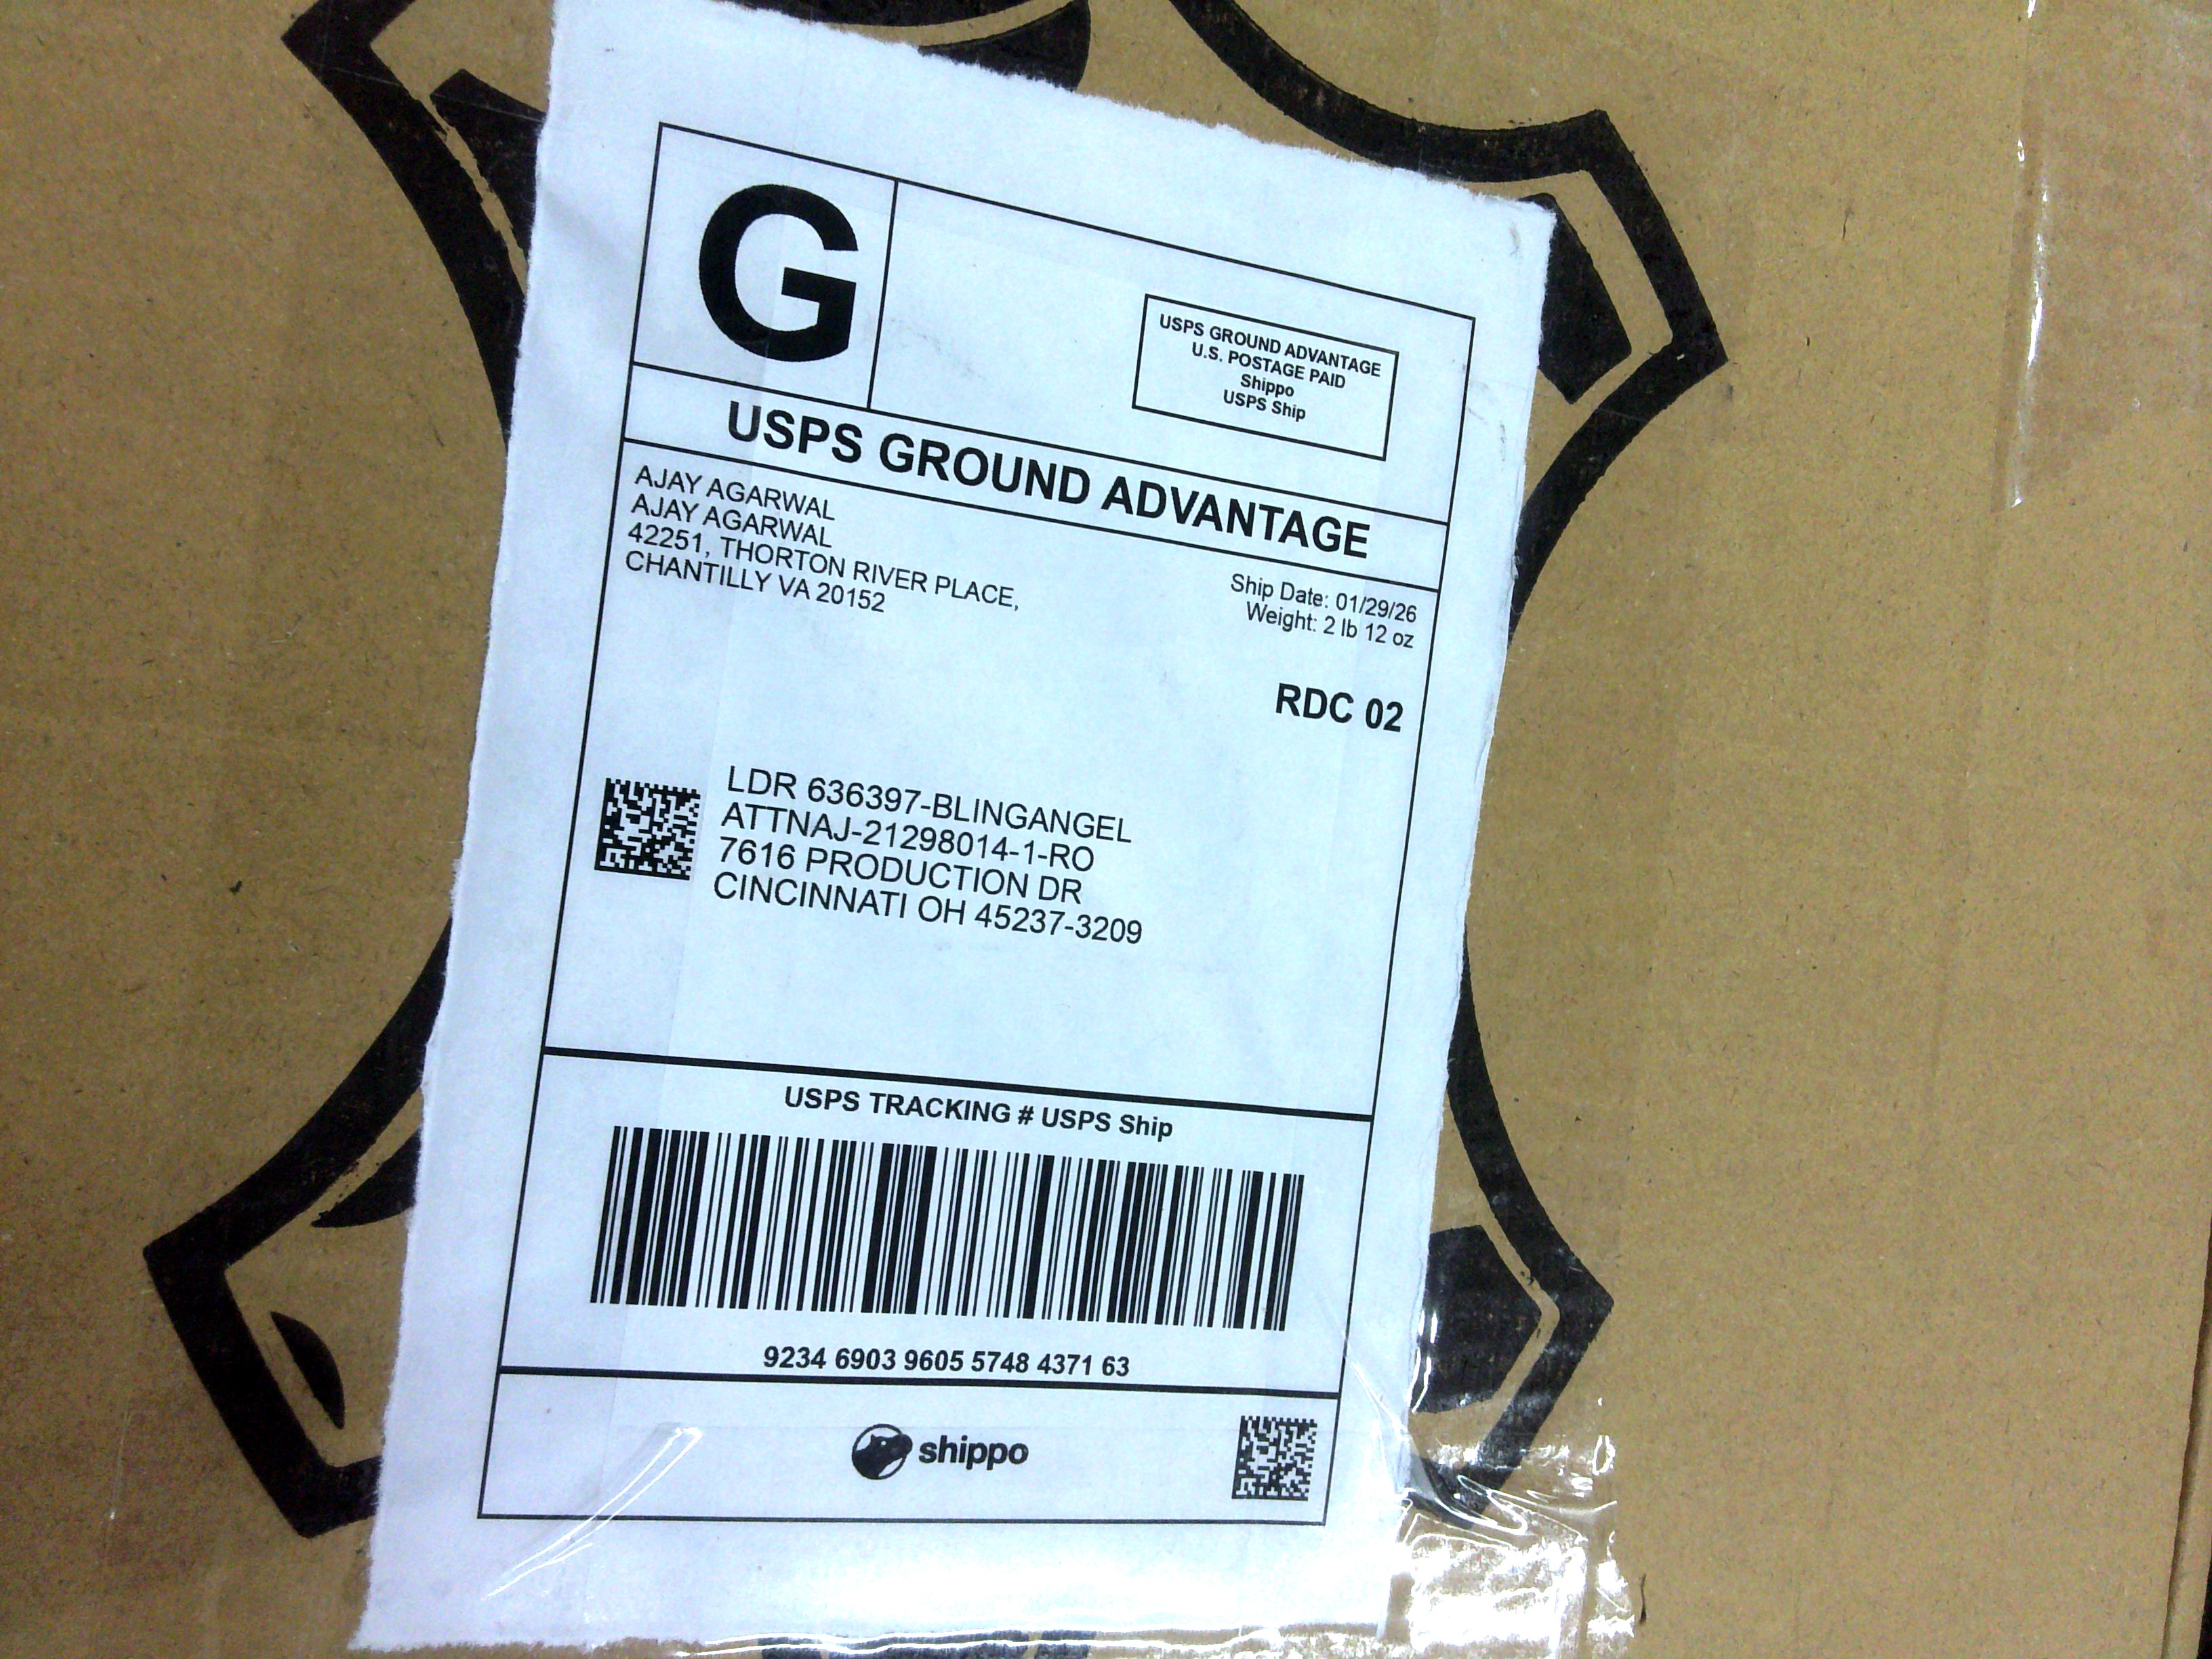 G
USPS GROUND ADVANTAGE
U.S. POSTAGE PAID
Shippo
USPS Ship
USPS GROUND ADVANTAGE
AJAY AGARWAL
AJAY AGARWAL
42251, THORTON RIVER PLACE,
CHANTILLY VA 20152
Ship Date: 01/29/26
Weight: 2 lb 12 oz
RDC 02
LDR 636397-BLINGANGEL
ATTNAJ-21298014-1-RO
7616 PRODUCTION DR
CINCINNATI OH 45237-3209
USPS TRACKING # USPS Ship
9234 6903 9605 5748 4371 63
shippo